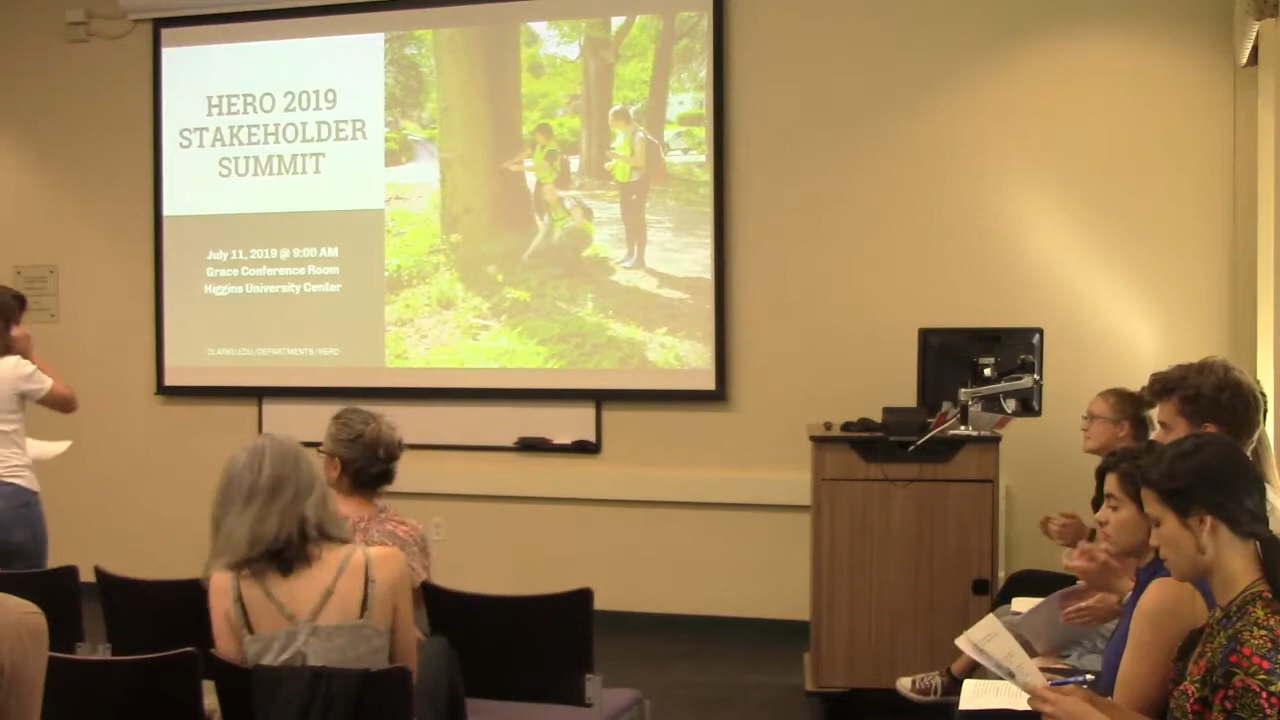 HERO 2019
STAKEHOLDER
SUMMIT
July 11, 2019 @ 9:00 AM
Grace Conference Room
Higgins University Center
CLARKU.EDU/DEPARTMENTS/HERO